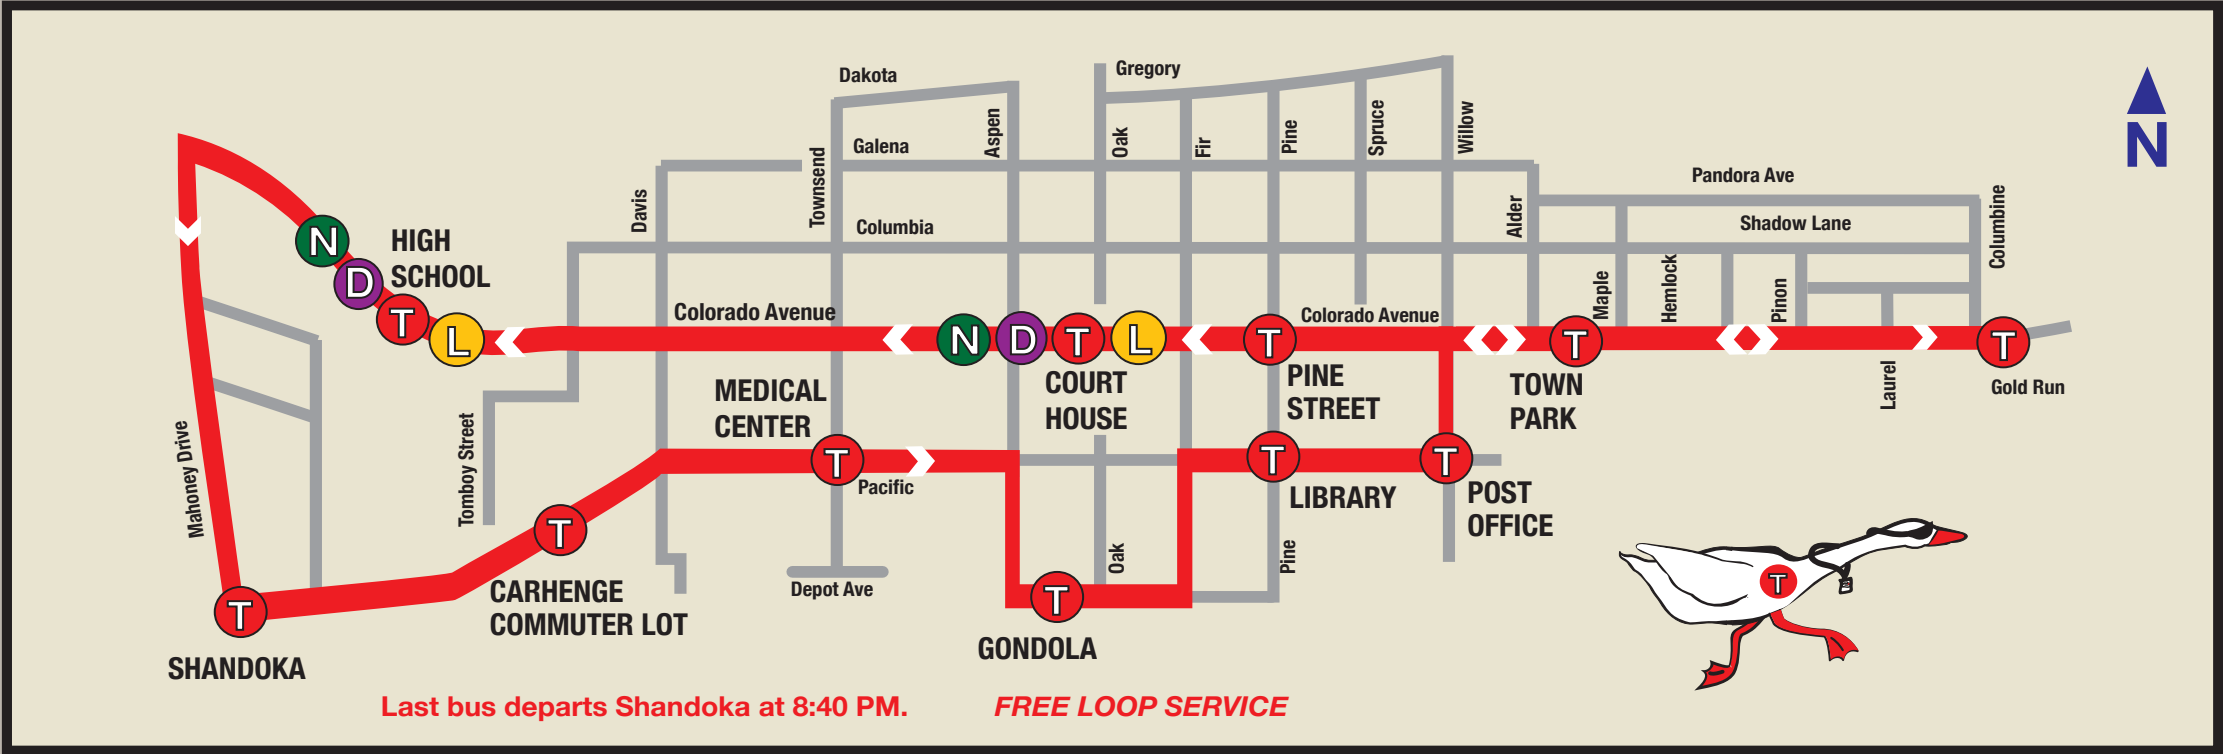 Dakota
Gregory
Galena
Townsend
Aspen
Oak
Fir
Pine
Spruce
Willow
N
Pandora Ave
Davis
Columbia
Alder
Shadow Lane
Columbine
N
D
T
L
HIGH
SCHOOL
Colorado Avenue
N
D
T
L
COURT
HOUSE
T
Colorado Avenue
PINE
STREET
T
TOWN
PARK
Maple
Hemlock
Pinon
Laurel
T
Gold Run
MEDICAL
CENTER
T
Pacific
Mahoney Drive
Tomboy Street
T
LIBRARY
T
POST
OFFICE
T
CARHENGE
COMMUTER LOT
Depot Ave
Oak
Pine
T
GONDOLA
T
SHANDOKA
T
Last bus departs Shandoka at 8:40 PM.
FREE LOOP SERVICE